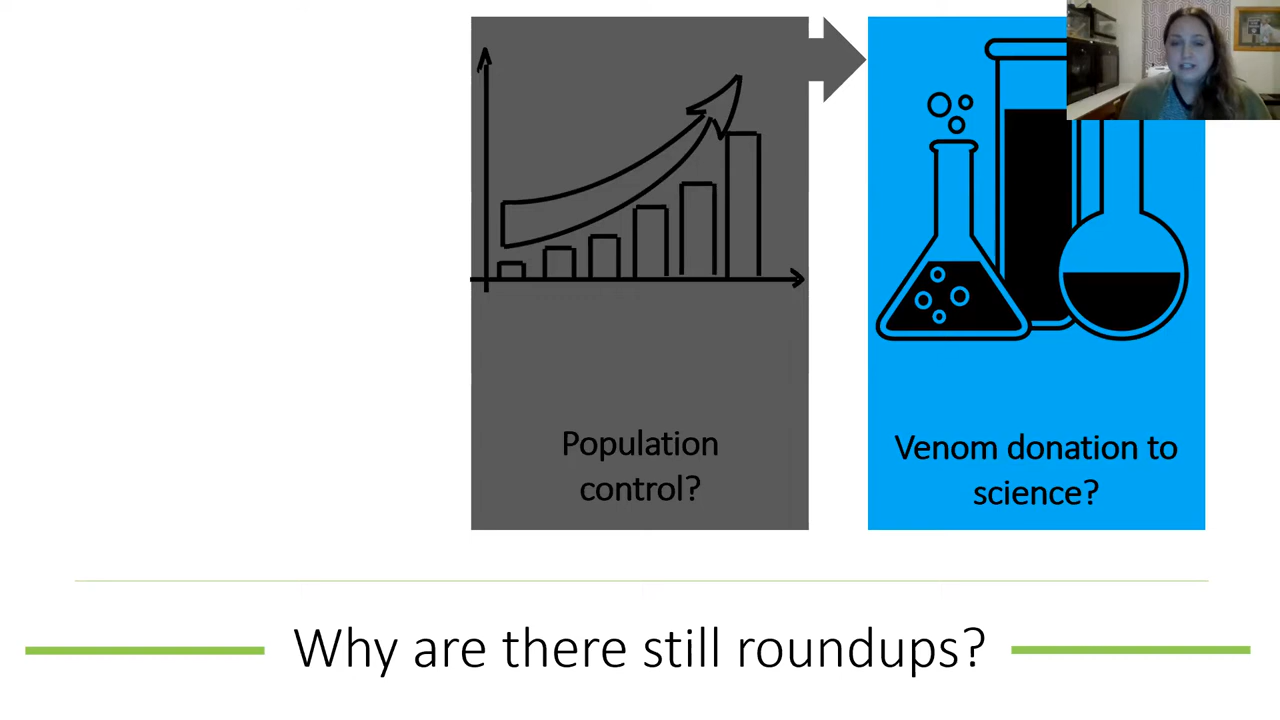 Population
control?
Venom donation to
science?
Why are there still roundups?